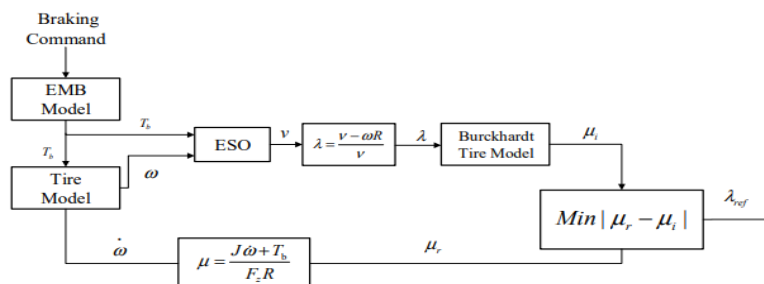 Braking
Command
EMB
Model
T_b
T_b
ESO
v
λ = (v − ωR) / v
λ
Burckhardt
Tire Model
μ_i
Tire
Model
ω
Min | μ_r − μ_i |
λ_ref
ω̇
μ = (Jω̇ + T_b) / (F_z R)
μ_r